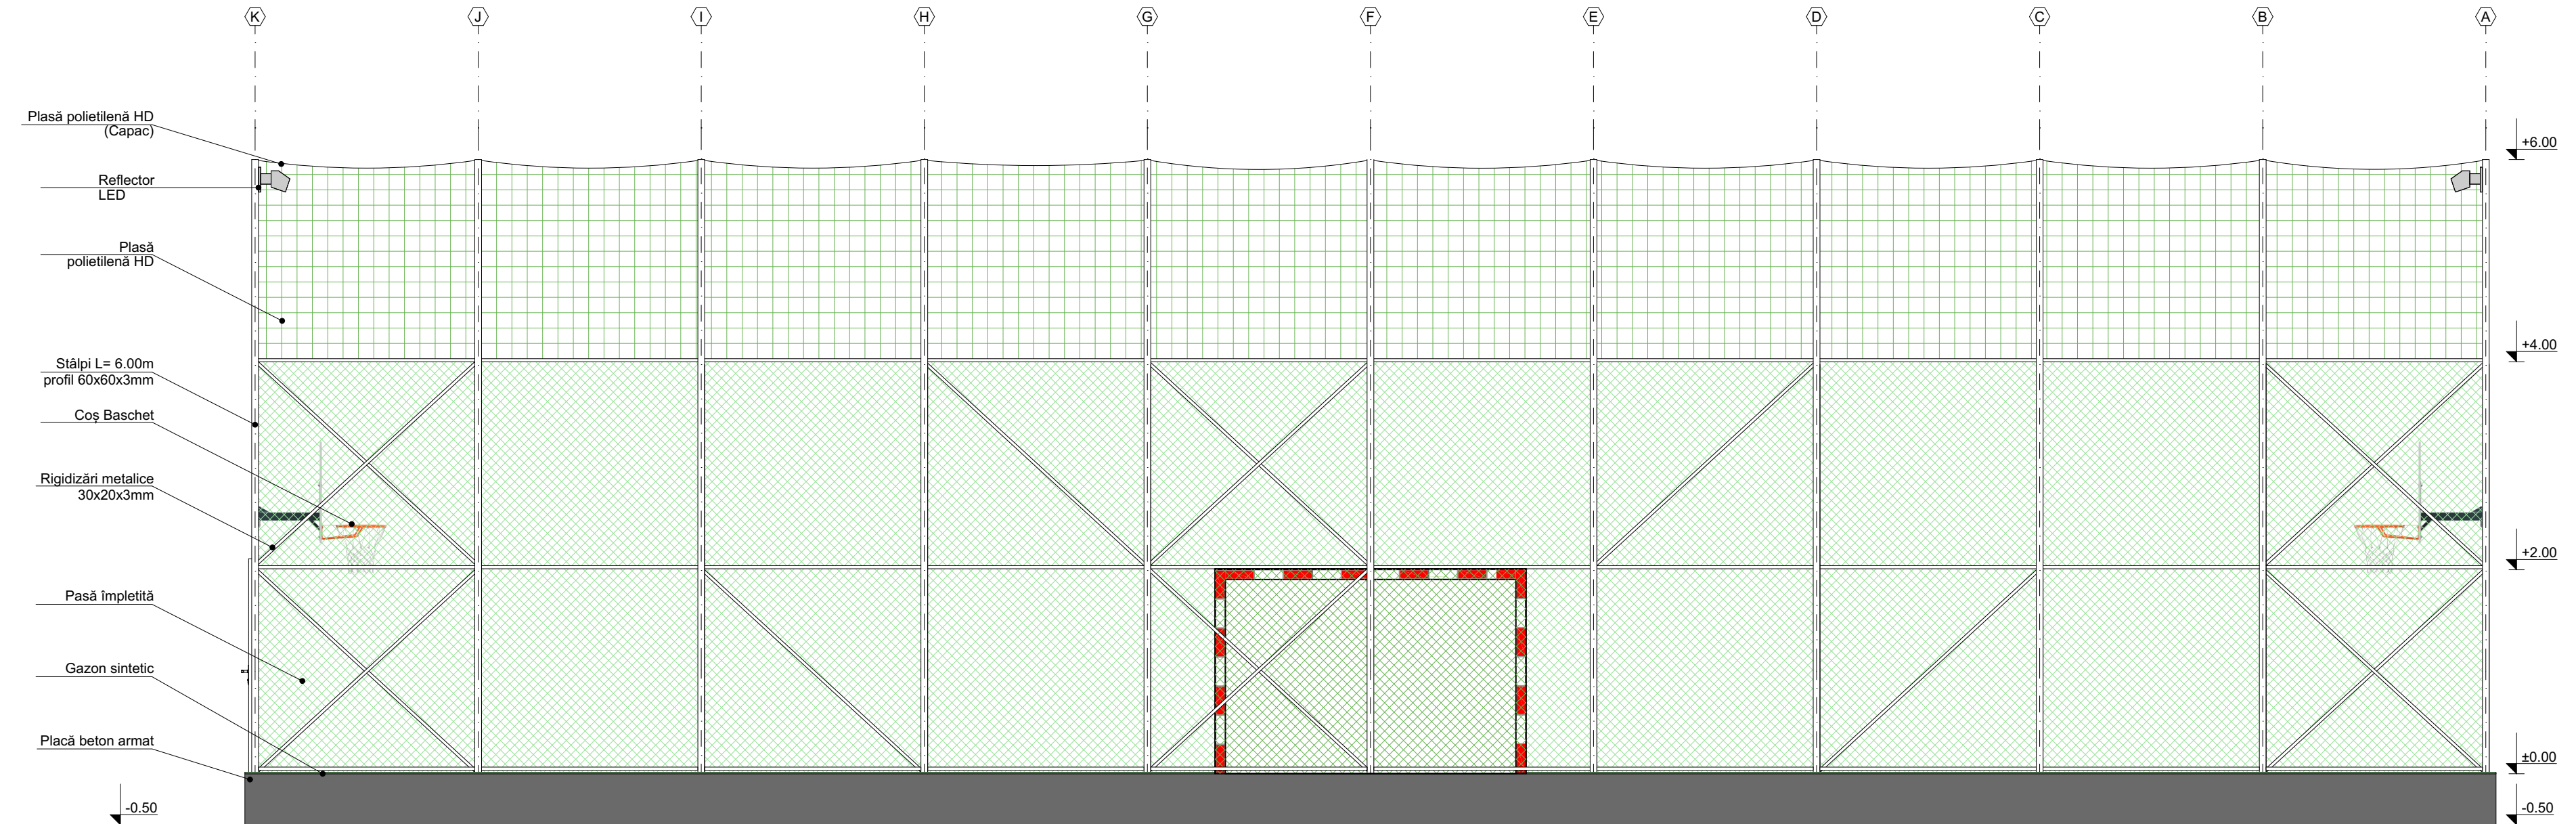 K
J
I
H
G
F
E
D
C
B
A
Plasă polietilenă HD
(Capac)
+6.00
Reflector
LED
Plasă
polietilenă HD
+4.00
Stâlpi L= 6.00m
profil 60x60x3mm
Coș Baschet
Rigidizări metalice
30x20x3mm
+2.00
Pasă împletită
Gazon sintetic
Placă beton armat
±0.00
-0.50
-0.50